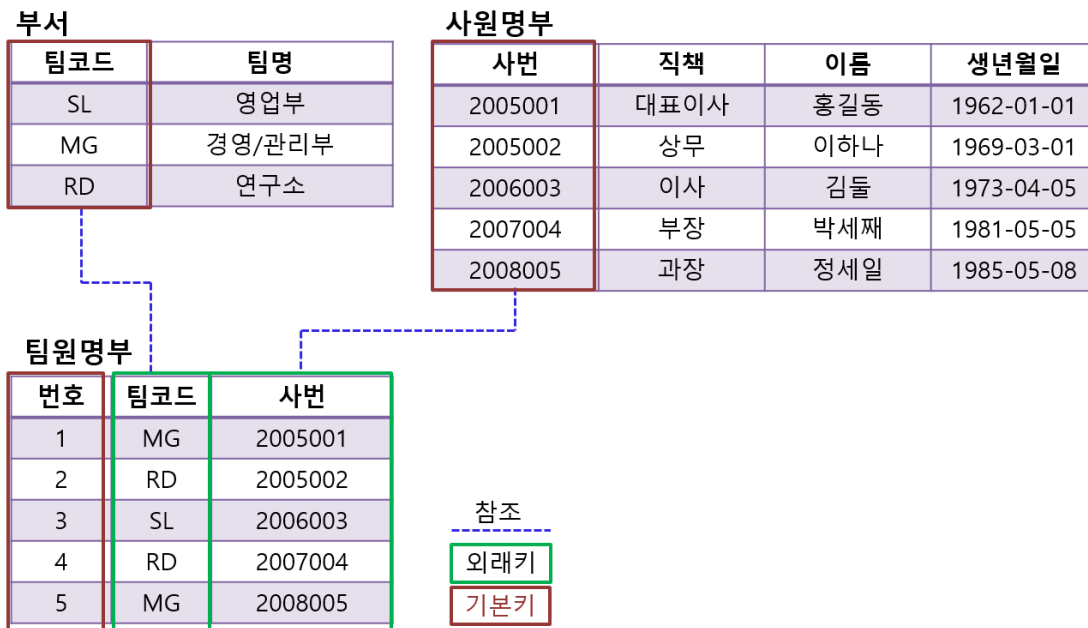 부서
팀코드 팀명
SL 영업부
MG 경영/관리부
RD 연구소
사원명부
사번 직책 이름 생년월일
2005001 대표이사 홍길동 1962-01-01
2005002 상무 이하나 1969-03-01
2006003 이사 김둘 1973-04-05
2007004 부장 박세째 1981-05-05
2008005 과장 정세일 1985-05-08
팀원명부
번호 팀코드 사번
1 MG 2005001
2 RD 2005002
3 SL 2006003
4 RD 2007004
5 MG 2008005
참조
외래키
기본키